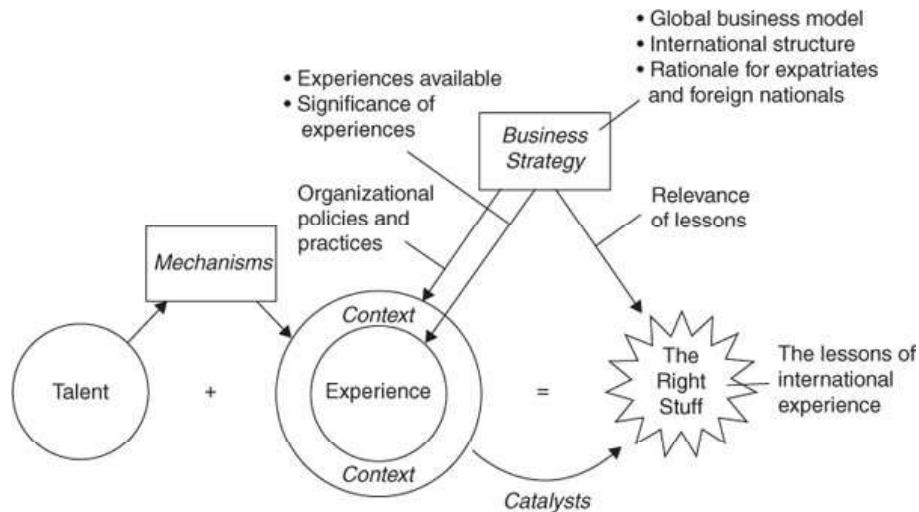 • Global business model
• International structure
• Rationale for expatriates
and foreign nationals
• Experiences available
• Significance of
experiences
Business
Strategy
Organizational
policies and
practices
Relevance
of lessons
Mechanisms
Context
Talent
+
Experience
=
The
Right
Stuff
The lessons of
international
experience
Context
Catalysts